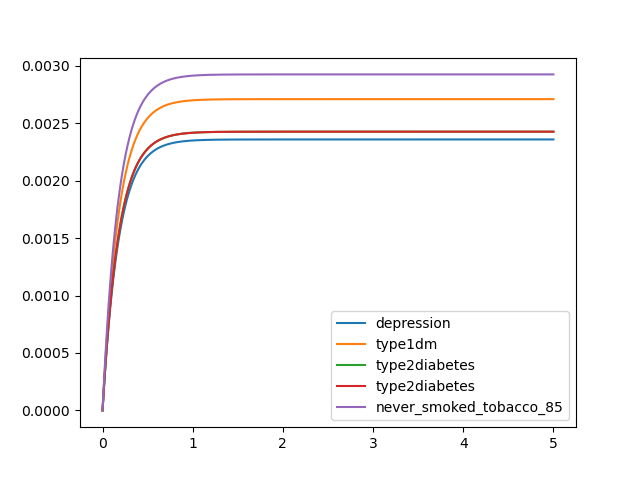 0.0030
0.0025
0.0020
0.0015
0.0010
0.0005
0.0000
depression
type1dm
type2diabetes
type2diabetes
never_smoked_tobacco_85
0 1 2 3 4 5